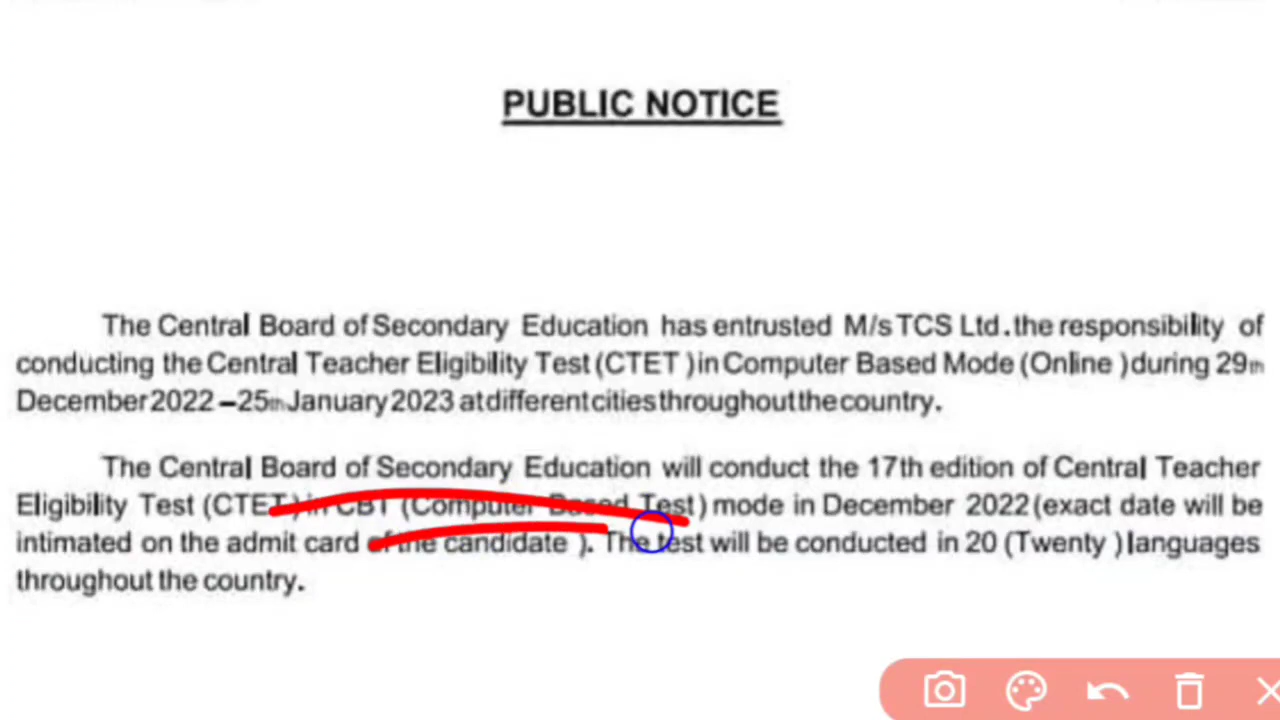 PUBLIC NOTICE
The Central Board of Secondary Education has entrusted M/s TCS Ltd. the responsibility of
conducting the Central Teacher Eligibility Test (CTET ) in Computer Based Mode (Online ) during 29th
December 2022 – 25th January 2023 at different cities throughout the country.
The Central Board of Secondary Education will conduct the 17th edition of Central Teacher
Eligibility Test (CTET ) in CBT (Computer Based Test) mode in December 2022 (exact date will be
intimated on the admit card of the candidate ). The test will be conducted in 20 (Twenty ) languages
throughout the country.